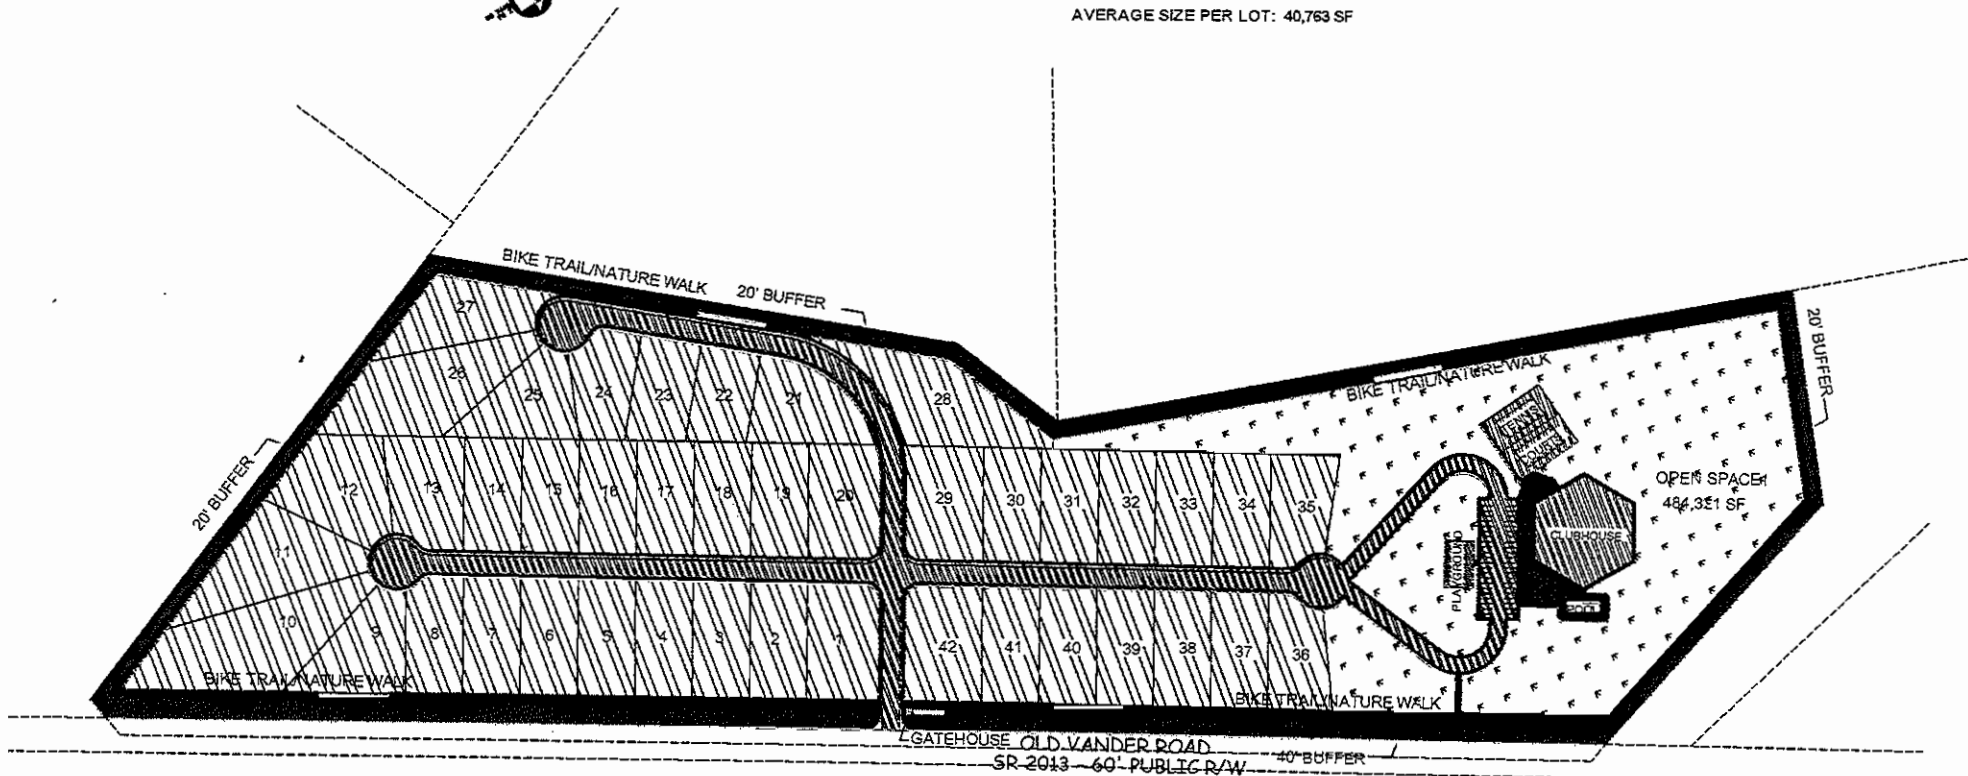 AVERAGE SIZE PER LOT: 40,763 SF
BIKE TRAIL/NATURE WALK
20' BUFFER
27
26
25
24
23
22
21
28
BIKE TRAIL/NATURE WALK
20' BUFFER
TENNIS
COURTS
OPEN SPACE
484,321 SF
CLUBHOUSE
PLAYGROUND
POOL
20' BUFFER
12
13
14
15
16
17
18
19
20
29
30
31
32
33
34
35
11
10
9
8
7
6
5
4
3
2
1
42
41
40
39
38
37
36
BIKE TRAIL/NATURE WALK
BIKE TRAIL/NATURE WALK
GATEHOUSE
OLD VANDER ROAD
40' BUFFER
SR 2013 - 60' PUBLIC R/W